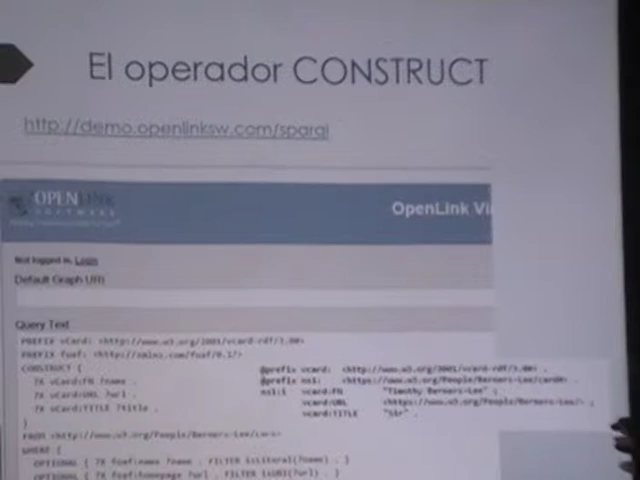 El operador CONSTRUCT
http://demo.openlinksw.com/sparql
OPENLINK
SOFTWARE
OpenLink Vi
Not logged in. Login
Default Graph URI
Query Text
PREFIX vCard: <http://www.w3.org/2001/vcard-rdf/3.0#>
PREFIX foaf: <http://xmlns.com/foaf/0.1/>
CONSTRUCT {
?X vCard:FN ?name .
?X vCard:URL ?url .
?X vCard:TITLE ?title .
}
FROM <http://www.w3.org/People/Berners-Lee/card>
WHERE {
OPTIONAL { ?X foaf:name ?name . FILTER isLiteral(?name) . }
OPTIONAL { ?X foaf:homepage ?url . FILTER isURI(?url) . }
@prefix vcard: <http://www.w3.org/2001/vcard-rdf/3.0#> .
@prefix ns1: <https://www.w3.org/People/Berners-Lee/card#> .
ns1:i vcard:FN "Timothy Berners-Lee" ;
vcard:URL <https://www.w3.org/People/Berners-Lee/> ;
vcard:TITLE "Sir" .